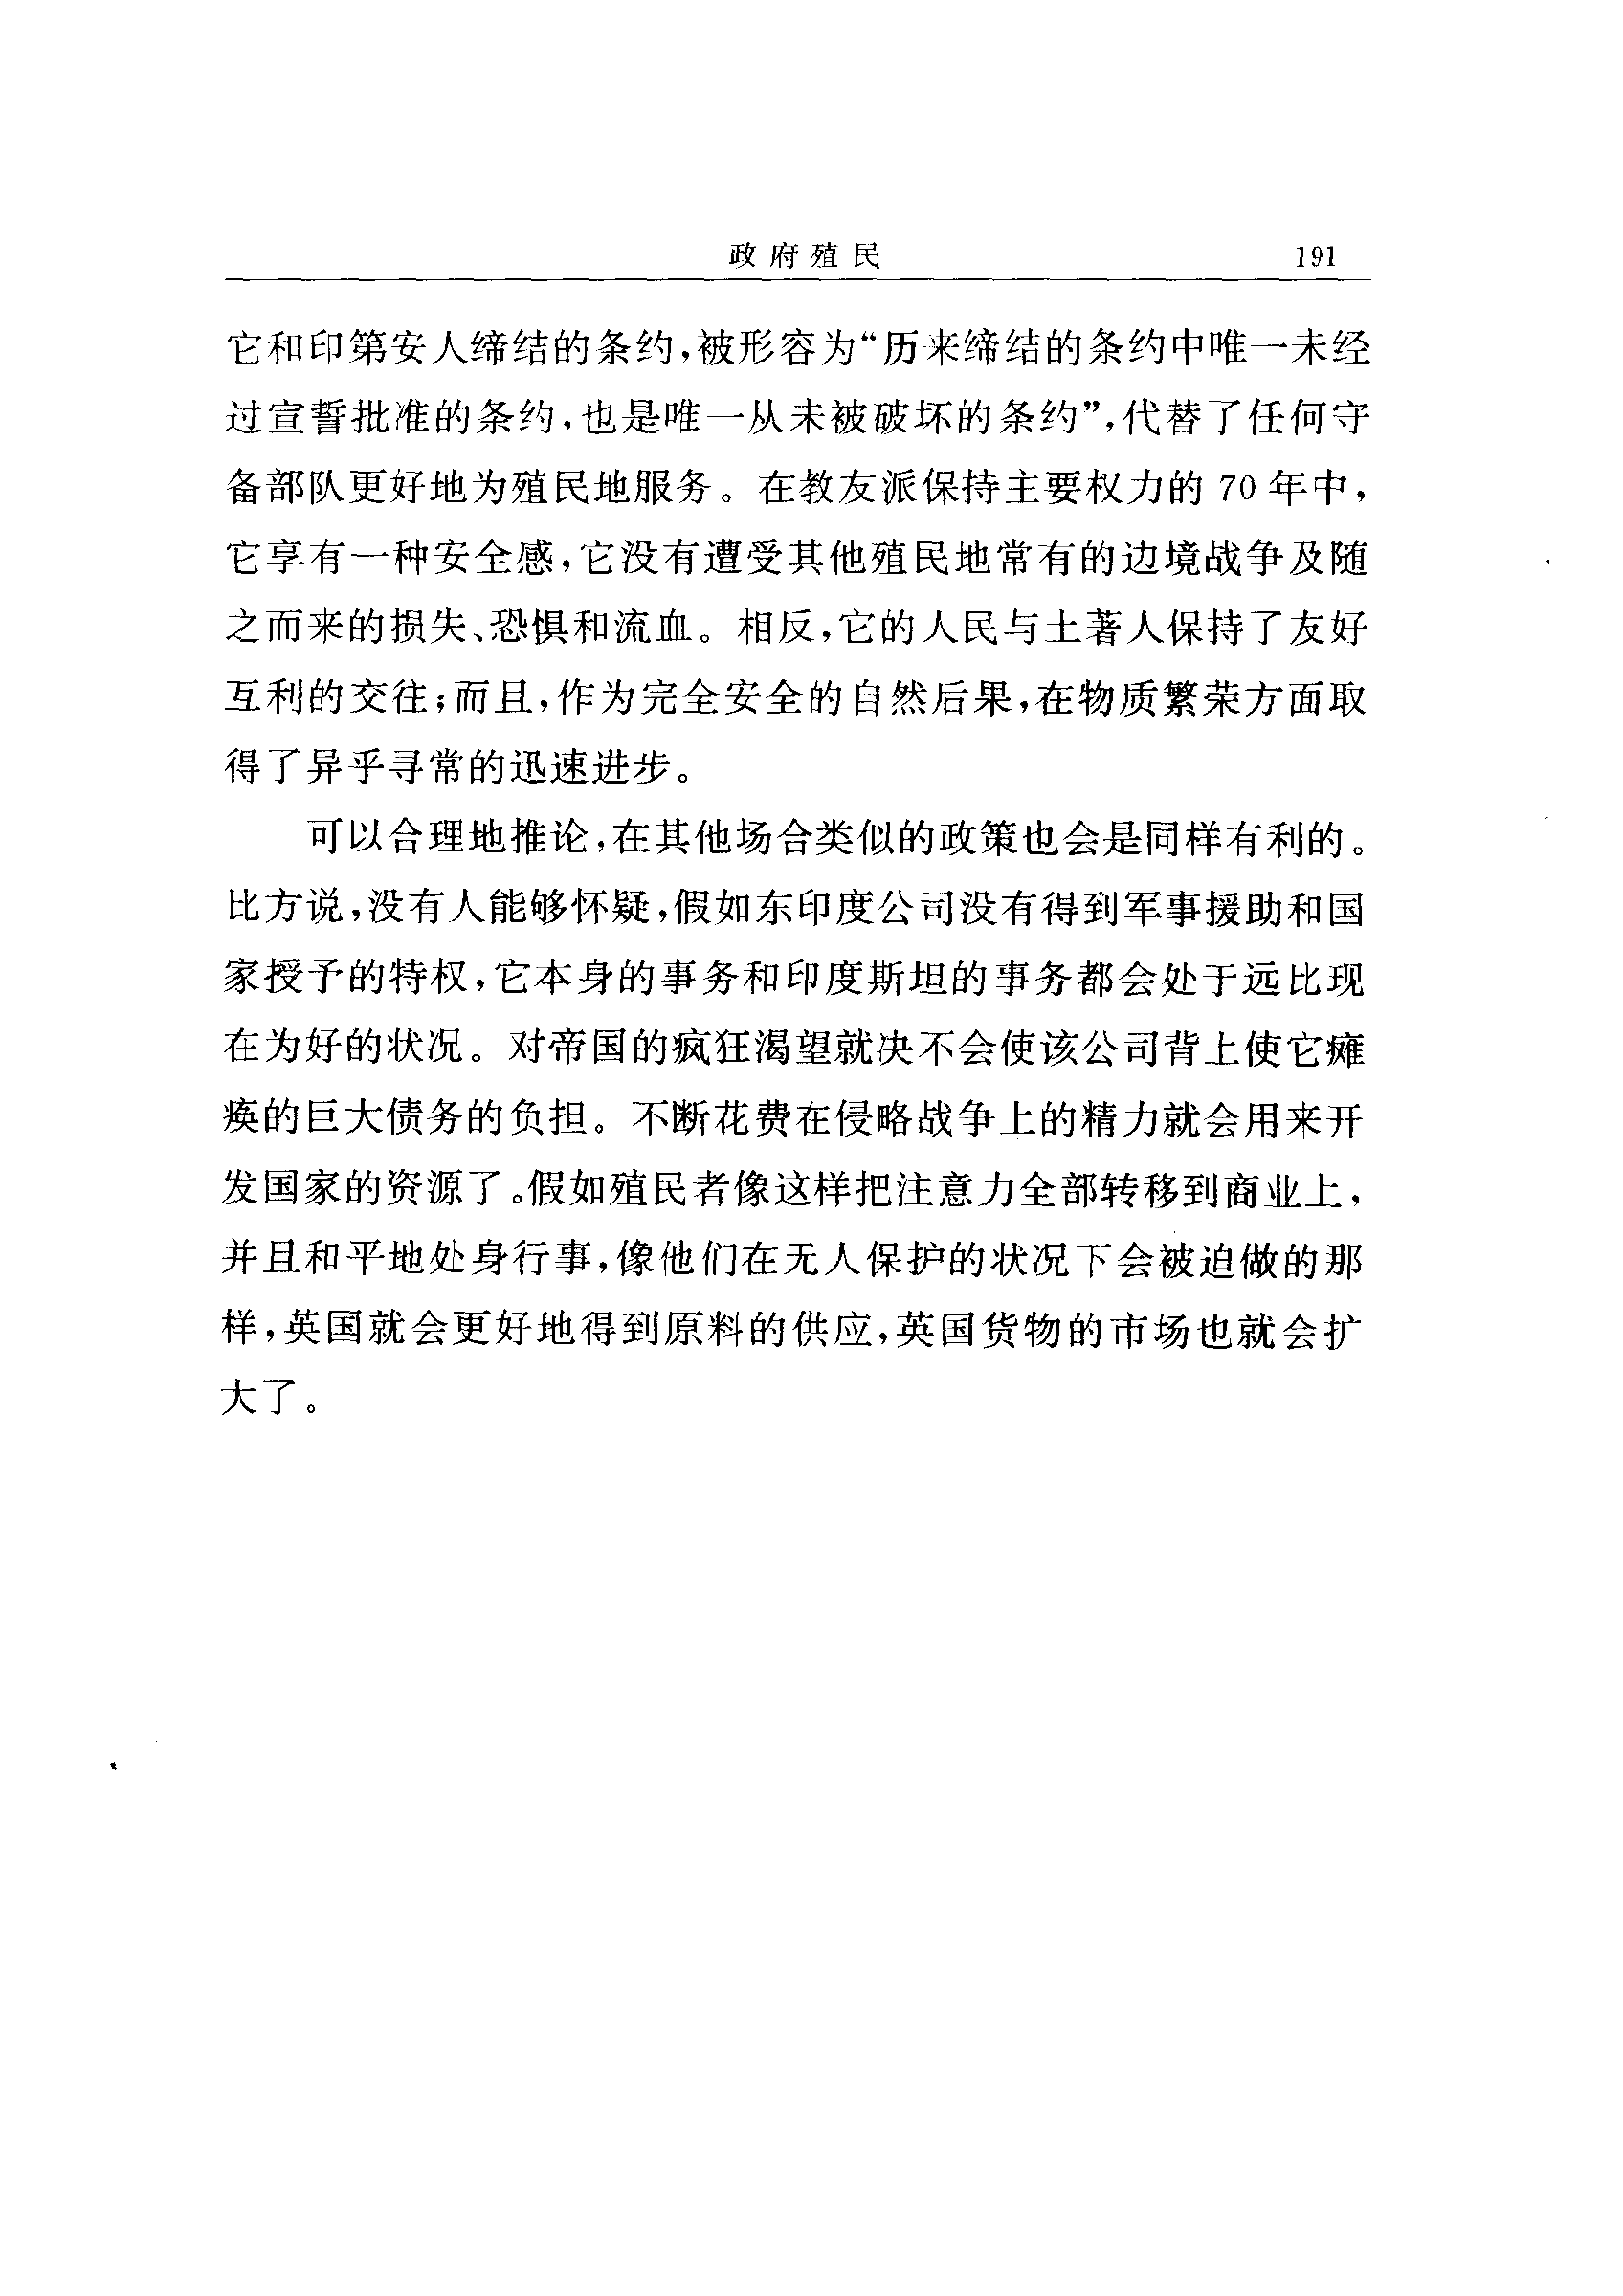 政府殖民 191
它和印第安人缔结的条约,被形容为“历来缔结的条约中唯一未经
过宣誓批准的条约,也是唯一从未被破坏的条约”,代替了任何守
备部队更好地为殖民地服务。在教友派保持主要权力的 70 年中,
它享有一种安全感,它没有遭受其他殖民地常有的边境战争及随
之而来的损失、恐惧和流血。相反,它的人民与土著人保持了友好
互利的交往;而且,作为完全安全的自然后果,在物质繁荣方面取
得了异乎寻常的迅速进步。
可以合理地推论,在其他场合类似的政策也会是同样有利的。
比方说,没有人能够怀疑,假如东印度公司没有得到军事援助和国
家授予的特权,它本身的事务和印度斯坦的事务都会处于远比现
在为好的状况。对帝国的疯狂渴望就决不会使该公司背上使它瘫
痪的巨大债务的负担。不断花费在侵略战争上的精力就会用来开
发国家的资源了。假如殖民者像这样把注意力全部转移到商业上,
并且和平地处身行事,像他们在无人保护的状况下会被迫做的那
样,英国就会更好地得到原料的供应,英国货物的市场也就会扩
大了。